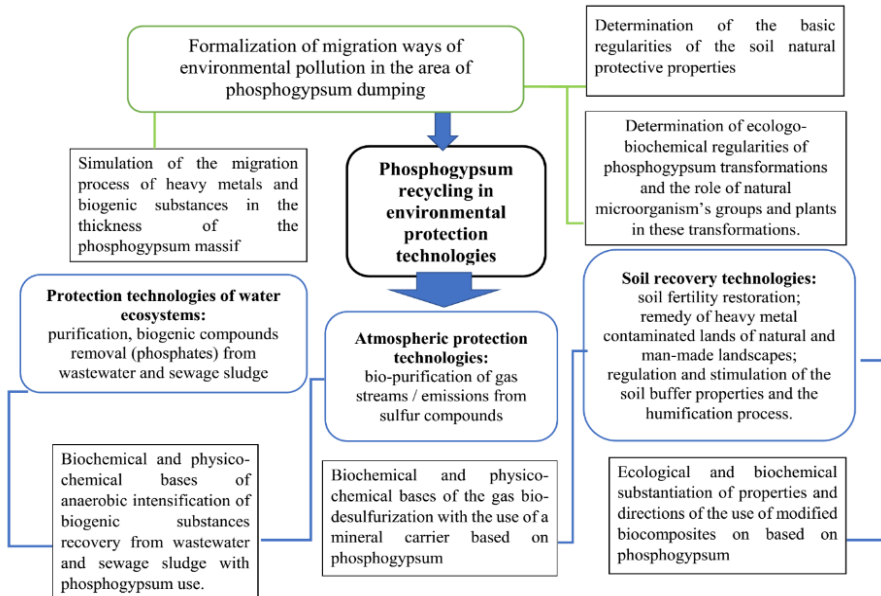 Formalization of migration ways of
environmental pollution in the area of
phosphogypsum dumping
Determination of the basic
regularities of the soil natural
protective properties
Simulation of the migration
process of heavy metals and
biogenic substances in the
thickness of the
phosphogypsum massif
Phosphogypsum
recycling in
environmental
protection
technologies
Determination of ecologo-
biochemical regularities of
phosphogypsum transformations
and the role of natural
microorganism's groups and plants
in these transformations.
Protection technologies of water
ecosystems:
purification, biogenic compounds
removal (phosphates) from
wastewater and sewage sludge
Atmospheric protection
technologies:
bio-purification of gas
streams / emissions from
sulfur compounds
Soil recovery technologies:
soil fertility restoration;
remedy of heavy metal
contaminated lands of natural and
man-made landscapes;
regulation and stimulation of the
soil buffer properties and the
humification process.
Biochemical and physico-
chemical bases of
anaerobic intensification of
biogenic substances
recovery from wastewater
and sewage sludge with
phosphogypsum use.
Biochemical and physico-
chemical bases of the gas bio-
desulfurization with the use of a
mineral carrier based on
phosphogypsum
Ecological and biochemical
substantiation of properties and
directions of the use of modified
biocomposites on based on
phosphogypsum